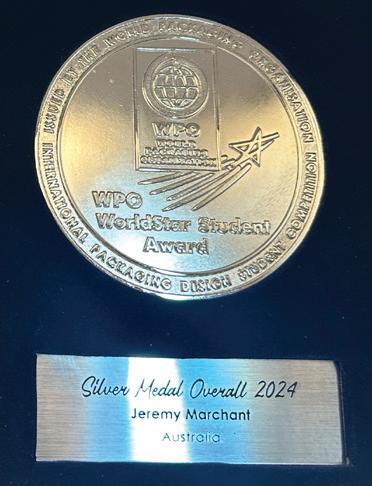 ISSUED BY THE WORLD PACKAGING ORGANISATION
INTERNATIONAL PACKAGING DESIGN STUDENT COMPETITION
WPO
WORLD
PACKAGING
ORGANISATION
WPO
WorldStar Student
Award
Silver Medal Overall 2024
Jeremy Marchant
Australia